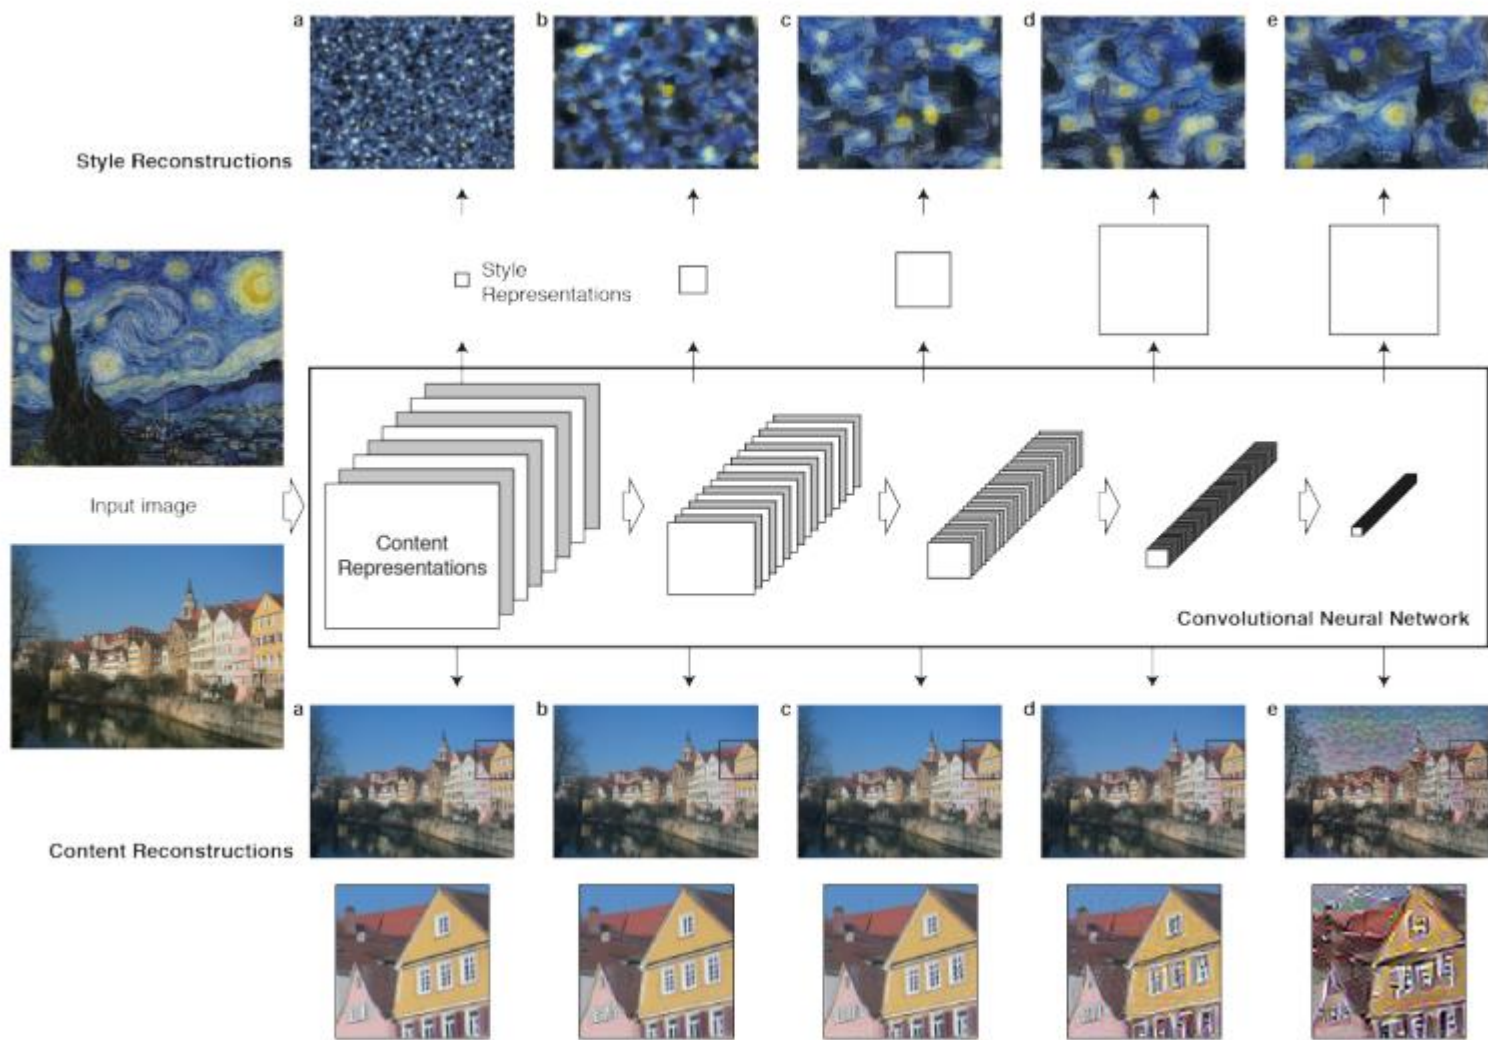 a
b
c
d
e
Style Reconstructions
Style
Representations
Input image
Content
Representations
Convolutional Neural Network
a
b
c
d
e
Content Reconstructions